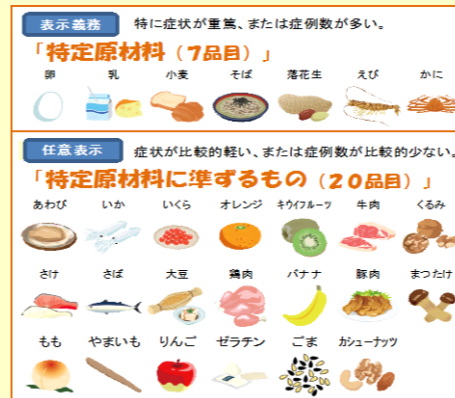 表示義務 特に症状が重篤、または症例数が多い。
「特定原材料（7品目）」
卵 乳 小麦 そば 落花生 えび かに
任意表示 症状が比較的軽い、または症例数が比較的少ない。
「特定原材料に準ずるもの（20品目）」
あわび いか いくら オレンジ キウイフルーツ 牛肉 くるみ
さけ さば 大豆 鶏肉 バナナ 豚肉 まつたけ
もも やまいも りんご ゼラチン ごま カシューナッツ